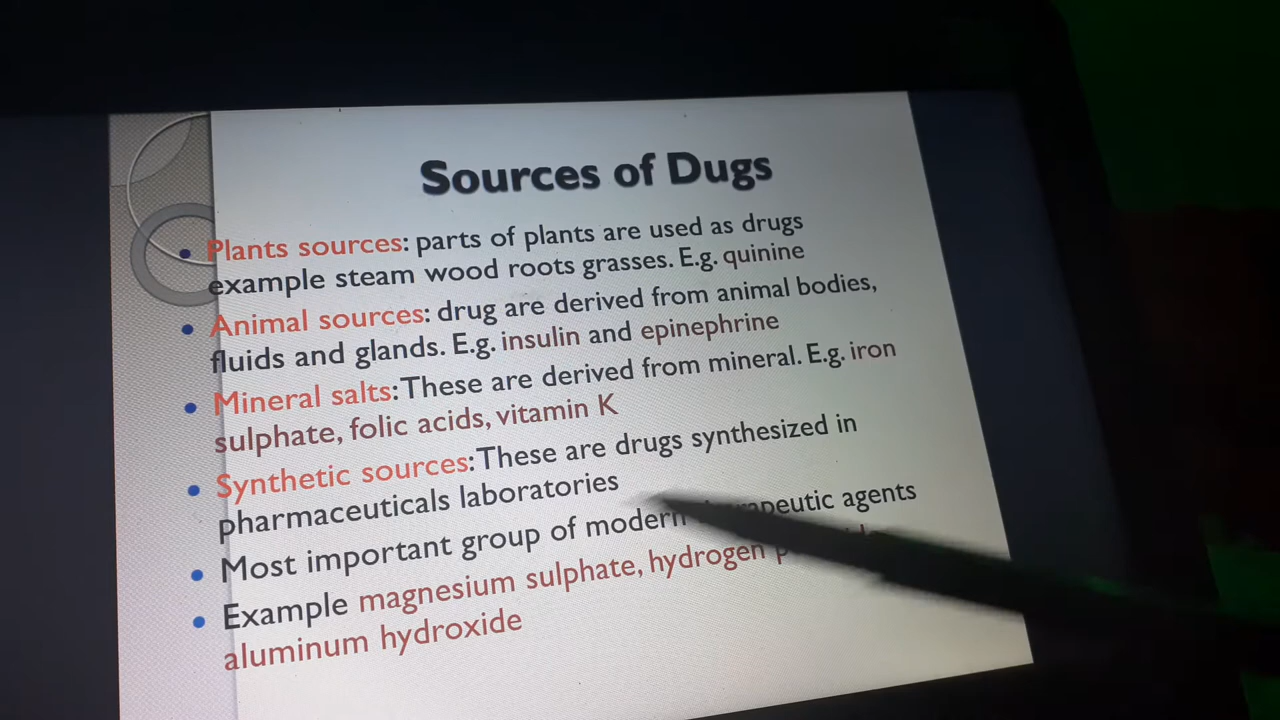 Sources of Dugs
• Plants sources: parts of plants are used as drugs
example steam wood roots grasses. E.g. quinine
• Animal sources: drug are derived from animal bodies,
fluids and glands. E.g. insulin and epinephrine
• Mineral salts: These are derived from mineral. E.g. iron
sulphate, folic acids, vitamin K
• Synthetic sources: These are drugs synthesized in
pharmaceuticals laboratories
• Most important group of modern agents
• Example magnesium sulphate, hydrogen
aluminum hydroxide